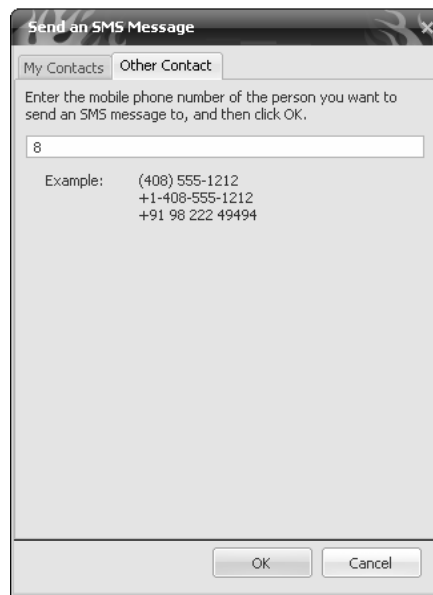 Send an SMS Message
My Contacts Other Contact
Enter the mobile phone number of the person you want to
send an SMS message to, and then click OK.
8
Example: (408) 555-1212
+1-408-555-1212
+91 98 222 49494
OK Cancel